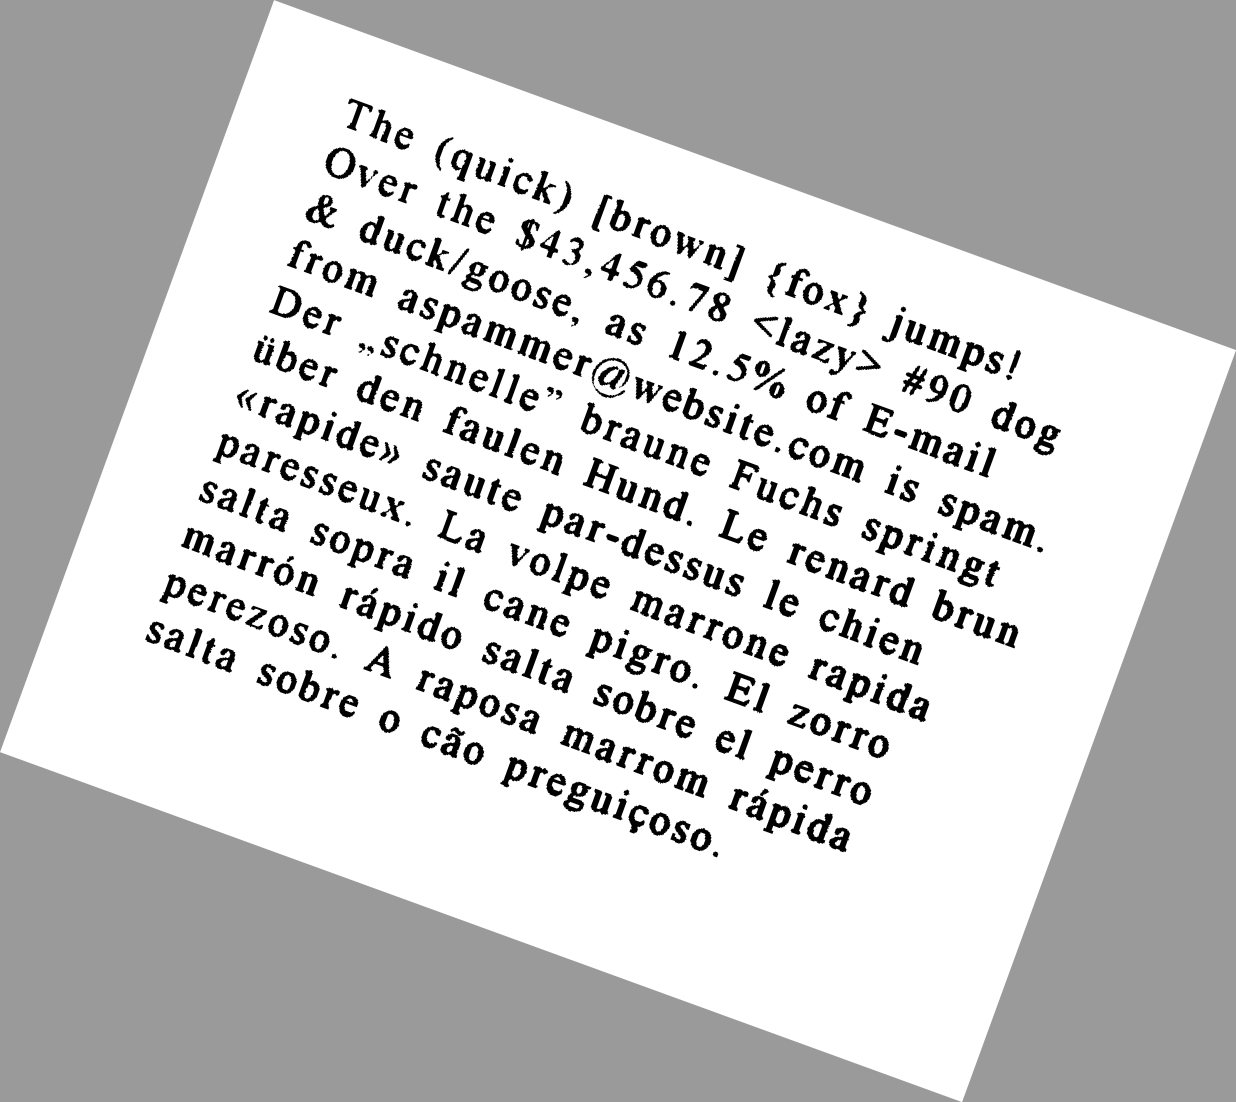 The (quick) [brown] {fox} jumps!
Over the $43,456.78 <lazy> #90 dog
& duck/goose, as 12.5% of E-mail
from aspammer@website.com is spam.
Der „schnelle” braune Fuchs springt
über den faulen Hund. Le renard brun
«rapide» saute par-dessus le chien
paresseux. La volpe marrone rapida
salta sopra il cane pigro. El zorro
marrón rápido salta sobre el perro
perezoso. A raposa marrom rápida
salta sobre o cão preguiçoso.